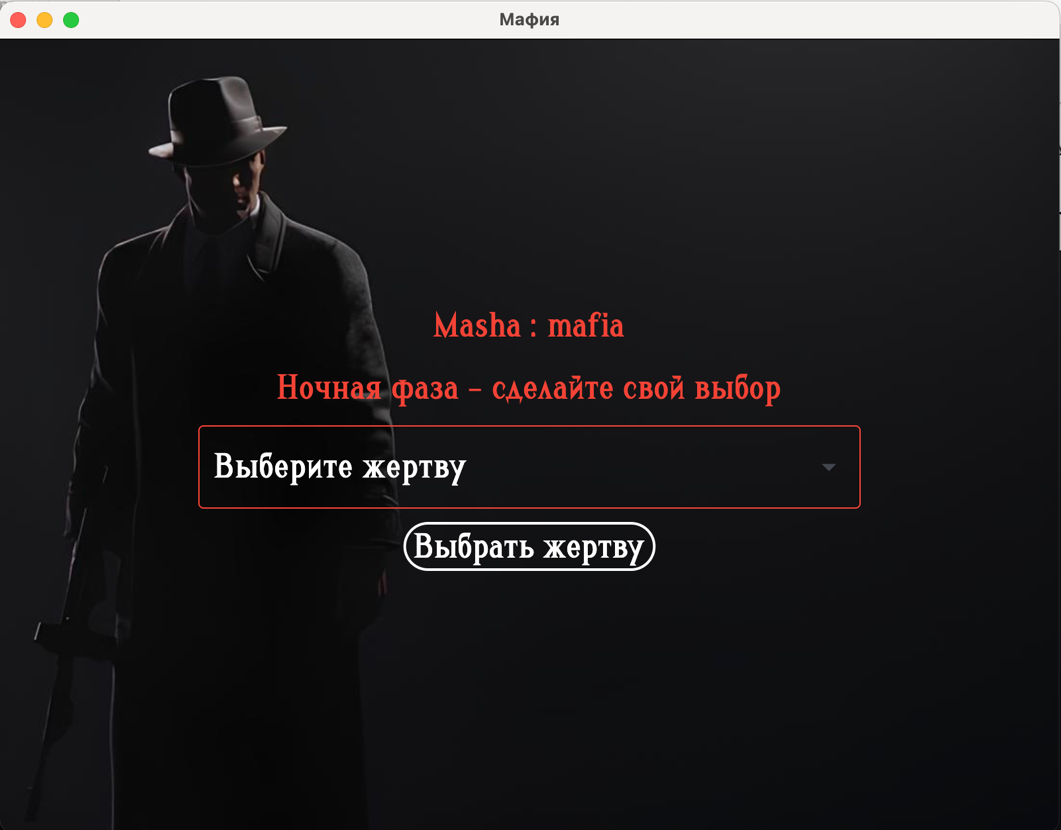 Мафия
Masha : mafia
Ночная фаза – сделайте свой выбор
Выберите жертву
Выбрать жертву